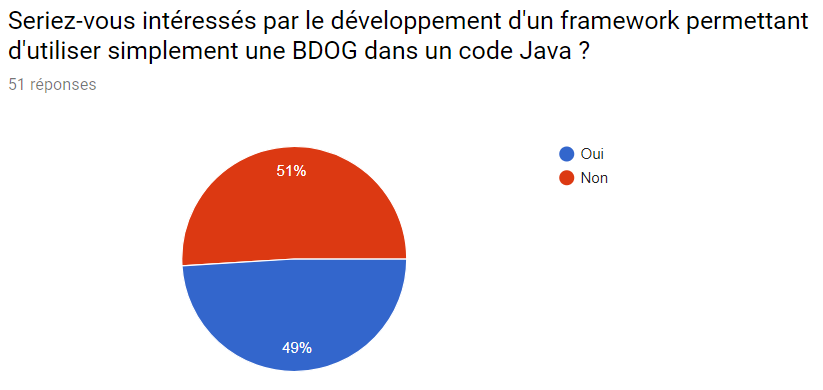 Seriez-vous intéressés par le développement d'un framework permettant
d'utiliser simplement une BDOG dans un code Java ?
51 réponses
51%
49%
Oui
Non